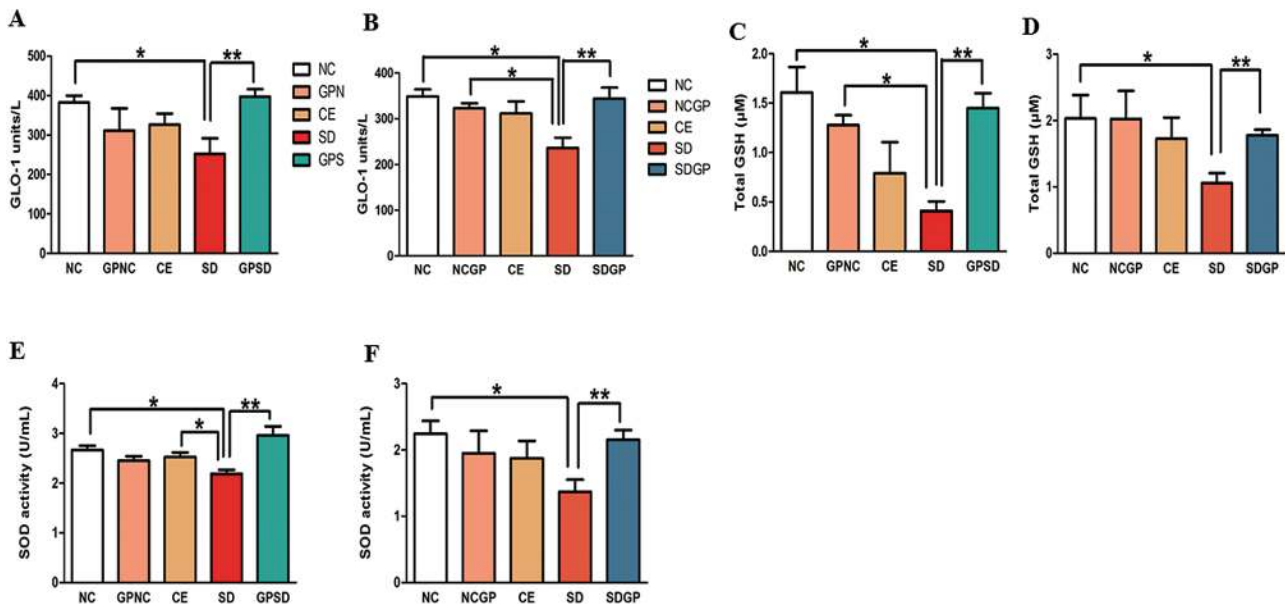 A
GLO-1 units/L
500
400
300
200
100
0
NC
GPNC
CE
SD
GPSD
*
**
NC
GPN
CE
SD
GPS
B
GLO-1 units/L
400
300
200
100
0
NC
NCGP
CE
SD
SDGP
*
*
**
NC
NCGP
CE
SD
SDGP
C
Total GSH (µM)
2.0
1.5
1.0
0.5
0.0
NC
GPNC
CE
SD
GPSD
*
*
**
D
Total GSH (µM)
3
2
1
0
NC
NCGP
CE
SD
SDGP
*
**
E
SOD activity (U/mL)
4
3
2
1
0
NC
GPNC
CE
SD
GPSD
*
*
**
F
SOD activity (U/mL)
3
2
1
0
NC
NCGP
CE
SD
SDGP
*
**